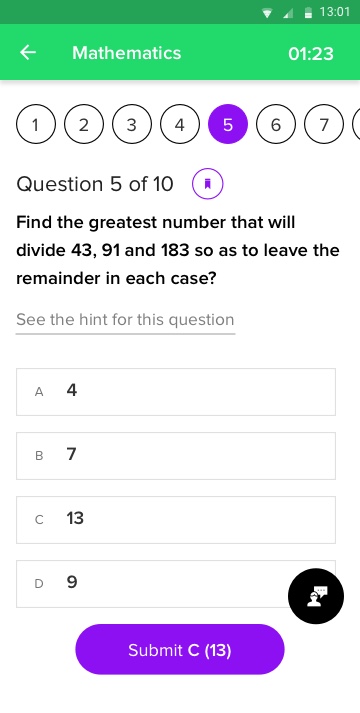 13:01
Mathematics 01:23
1 2 3 4 5 6 7
Question 5 of 10
Find the greatest number that will
divide 43, 91 and 183 so as to leave the
remainder in each case?
See the hint for this question
A 4
B 7
C 13
D 9
Submit C (13)